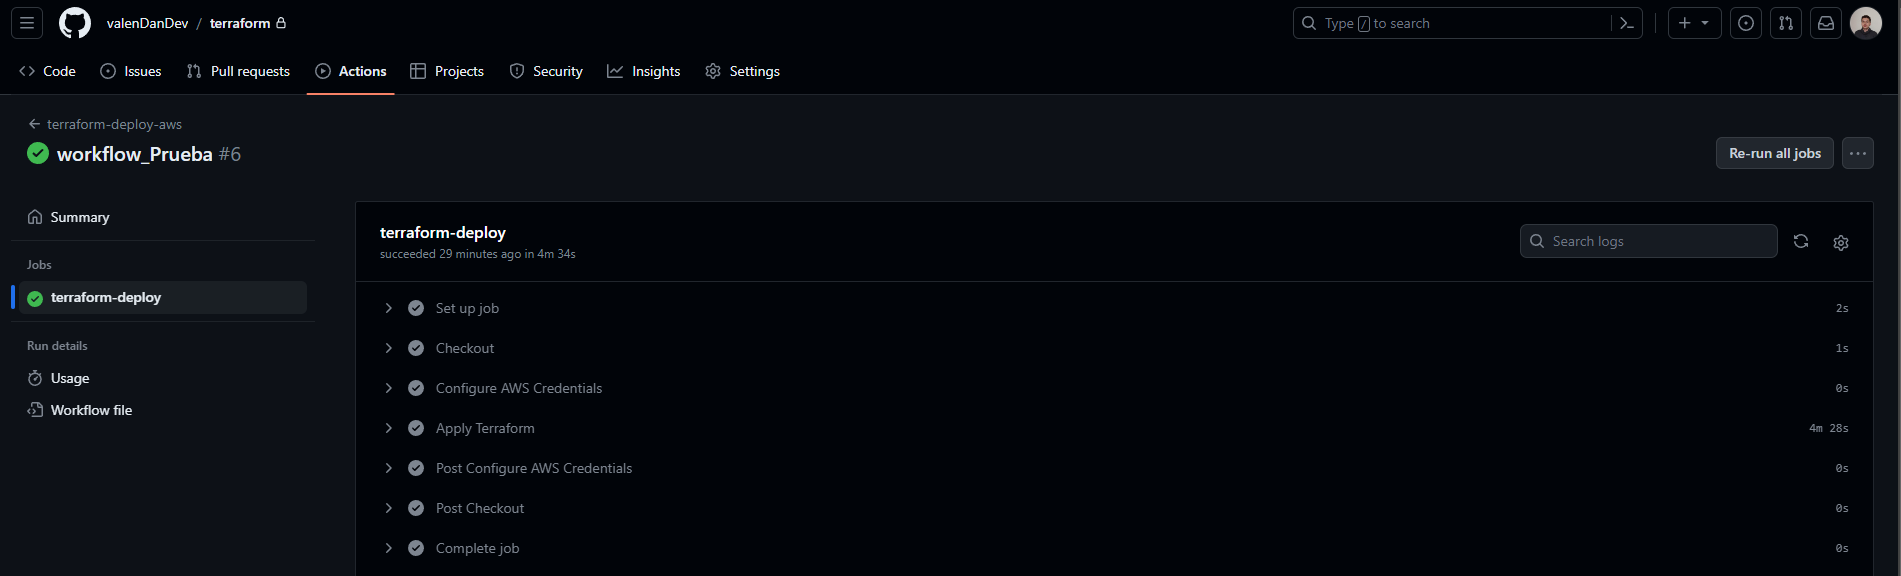 valenDanDev / terraform
Type / to search
Code Issues Pull requests Actions Projects Security Insights Settings
terraform-deploy-aws
workflow_Prueba #6
Re-run all jobs
Summary
Jobs
terraform-deploy
Run details
Usage
Workflow file
terraform-deploy
succeeded 29 minutes ago in 4m 34s
Search logs
Set up job 2s
Checkout 1s
Configure AWS Credentials 0s
Apply Terraform 4m 28s
Post Configure AWS Credentials 0s
Post Checkout 0s
Complete job 0s